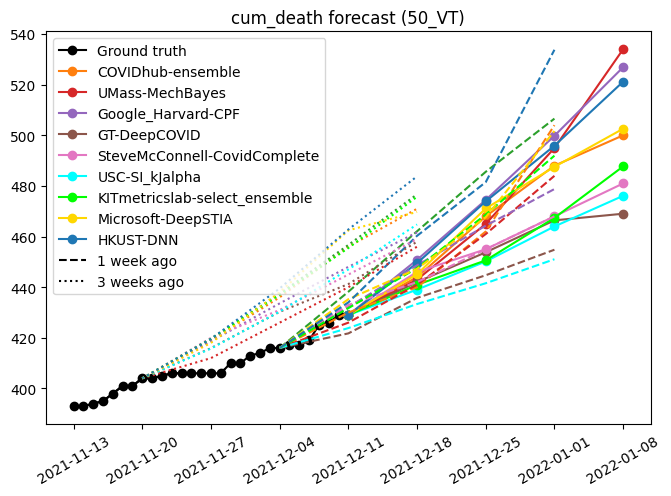 cum_death forecast (50_VT)
540
520
500
480
460
440
420
400
Ground truth
COVIDhub-ensemble
UMass-MechBayes
Google_Harvard-CPF
GT-DeepCOVID
SteveMcConnell-CovidComplete
USC-SI_kJalpha
KITmetricslab-select_ensemble
Microsoft-DeepSTIA
HKUST-DNN
1 week ago
3 weeks ago
2021-11-13
2021-11-20
2021-11-27
2021-12-04
2021-12-11
2021-12-18
2021-12-25
2022-01-01
2022-01-08